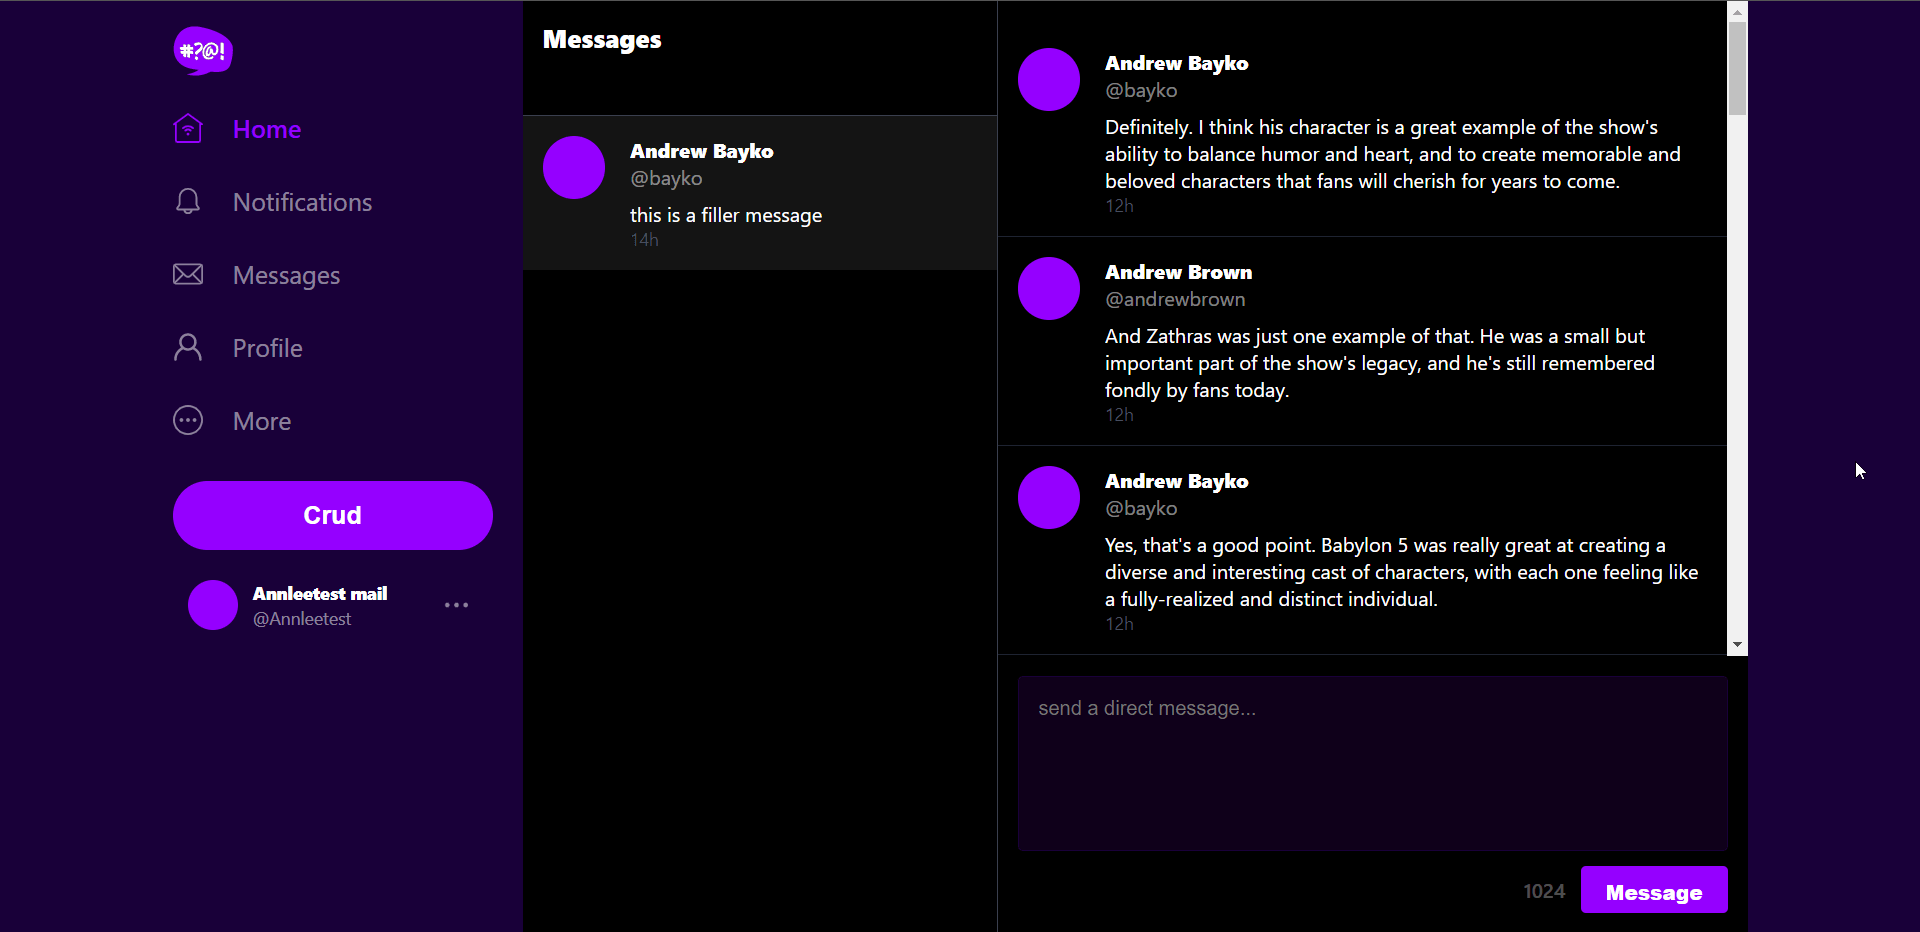 #?@!
Home
Notifications
Messages
Profile
More
Crud
Annleetest mail
@Annleetest
Messages
Andrew Bayko
@bayko
this is a filler message
14h
Andrew Bayko
@bayko
Definitely. I think his character is a great example of the show's
ability to balance humor and heart, and to create memorable and
beloved characters that fans will cherish for years to come.
12h
Andrew Brown
@andrewbrown
And Zathras was just one example of that. He was a small but
important part of the show's legacy, and he's still remembered
fondly by fans today.
12h
Andrew Bayko
@bayko
Yes, that's a good point. Babylon 5 was really great at creating a
diverse and interesting cast of characters, with each one feeling like
a fully-realized and distinct individual.
12h
send a direct message...
1024
Message